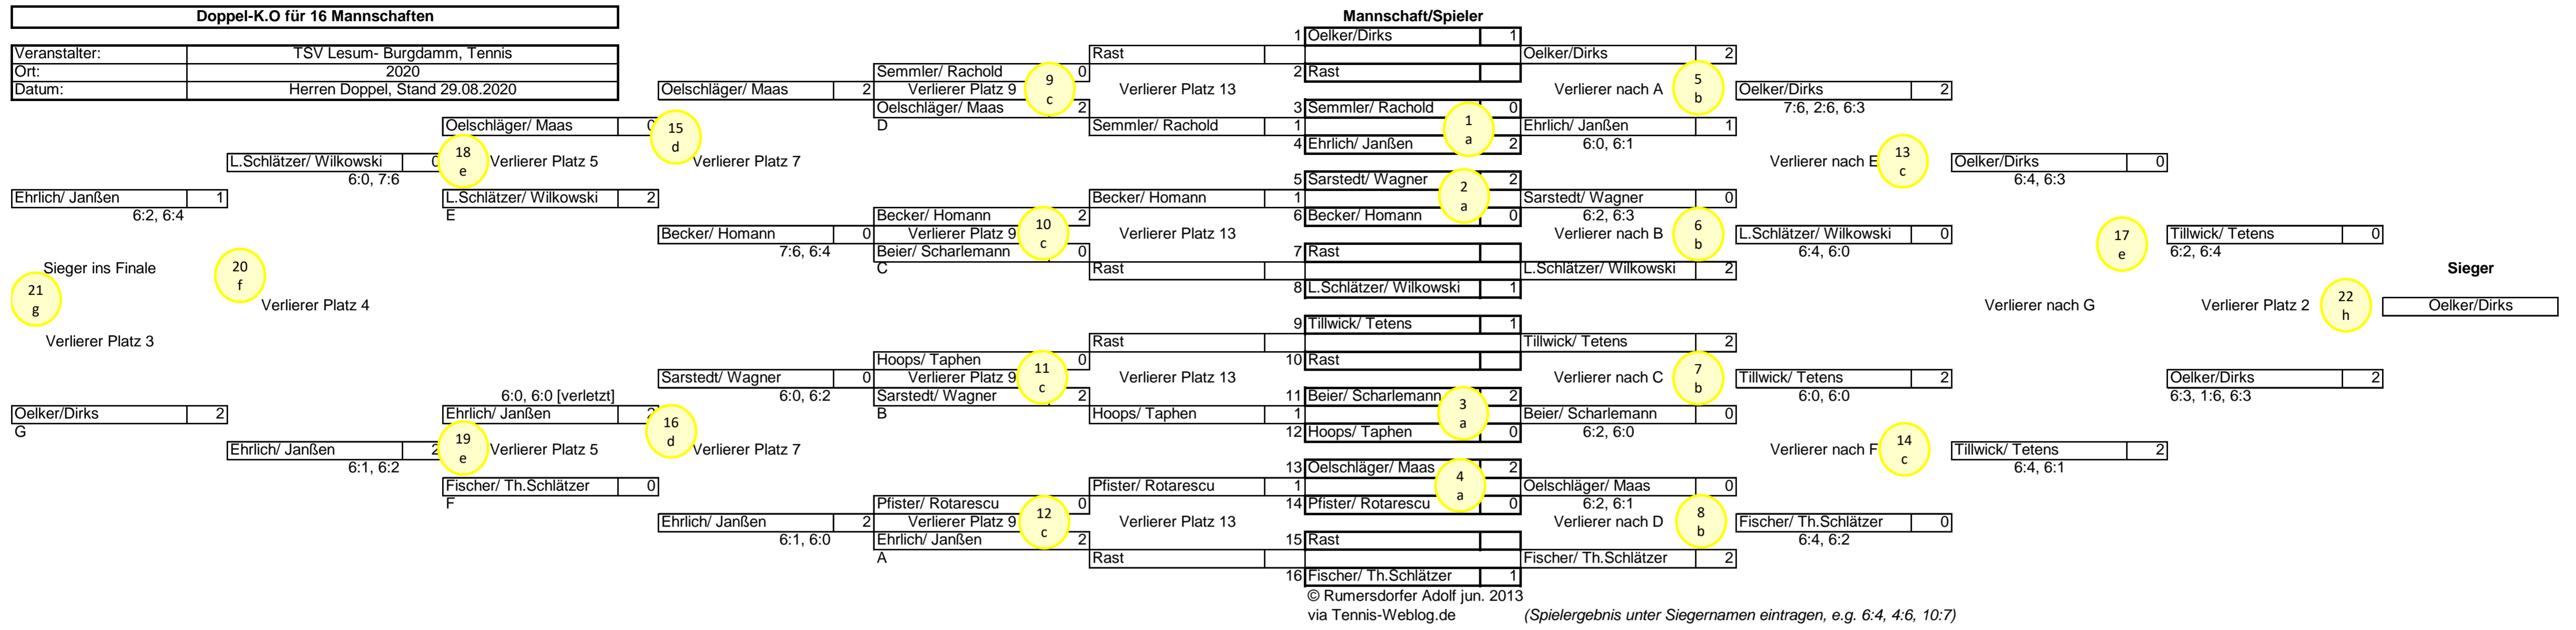 Doppel-K.O für 16 Mannschaften
Mannschaft/Spieler
1 Oelker/Dirks 1
Veranstalter: TSV Lesum- Burgdamm, Tennis Rast Oelker/Dirks 2
Ort: 2020 Semmler/ Rachold 0 2 Rast
Datum: Herren Doppel, Stand 29.08.2020 Oelschläger/ Maas 2 Verlierer Platz 9 9 c Verlierer Platz 13 Verlierer nach A 5 b Oelker/Dirks 2
Oelschläger/ Maas 2 3 Semmler/ Rachold 0 7:6, 2:6, 6:3
Oelschläger/ Maas 0 15 d D Semmler/ Rachold 1 1 a Ehrlich/ Janßen 1
4 Ehrlich/ Janßen 2 6:0, 6:1
L.Schlätzer/ Wilkowski 0 18 e Verlierer Platz 5 Verlierer Platz 7 Verlierer nach E 13 c Oelker/Dirks 0
6:0, 7:6 5 Sarstedt/ Wagner 2 6:4, 6:3
Ehrlich/ Janßen 1 L.Schlätzer/ Wilkowski 2 Becker/ Homann 1 2 a Sarstedt/ Wagner 0
6:2, 6:4 E Becker/ Homann 2 6 Becker/ Homann 0 6:2, 6:3
Becker/ Homann 0 Verlierer Platz 9 10 c Verlierer Platz 13 Verlierer nach B 6 b L.Schlätzer/ Wilkowski 0 17 e Tillwick/ Tetens 0
7:6, 6:4 Beier/ Scharlemann 0 7 Rast 6:4, 6:0 6:2, 6:4
Sieger ins Finale 20 f C Rast L.Schlätzer/ Wilkowski 2 Sieger
21 g 8 L.Schlätzer/ Wilkowski 1
Verlierer Platz 4 Verlierer nach G Verlierer Platz 2 22 h Oelker/Dirks
9 Tillwick/ Tetens 1
Verlierer Platz 3 Rast Tillwick/ Tetens 2
Hoops/ Taphen 0 10 Rast
Sarstedt/ Wagner 0 Verlierer Platz 9 11 c Verlierer Platz 13 Verlierer nach C 7 b Tillwick/ Tetens 2 Oelker/Dirks 2
6:0, 6:0 [verletzt] 6:0, 6:2 Sarstedt/ Wagner 2 11 Beier/ Scharlemann 2 6:0, 6:0 6:3, 1:6, 6:3
Oelker/Dirks 2 Ehrlich/ Janßen 2 16 d B Hoops/ Taphen 1 3 a Beier/ Scharlemann 0
G 12 Hoops/ Taphen 0 6:2, 6:0
Ehrlich/ Janßen 2 19 e Verlierer Platz 5 Verlierer Platz 7 Verlierer nach F 14 c Tillwick/ Tetens 2
6:1, 6:2 13 Oelschläger/ Maas 2 6:4, 6:1
Fischer/ Th.Schlätzer 0 Pfister/ Rotarescu 1 4 a Oelschläger/ Maas 0
F Pfister/ Rotarescu 0 14 Pfister/ Rotarescu 0 6:2, 6:1
Ehrlich/ Janßen 2 Verlierer Platz 9 12 c Verlierer Platz 13 Verlierer nach D 8 b Fischer/ Th.Schlätzer 0
6:1, 6:0 Ehrlich/ Janßen 2 15 Rast 6:4, 6:2
A Rast Fischer/ Th.Schlätzer 2
16 Fischer/ Th.Schlätzer 1
© Rumersdorfer Adolf jun. 2013
via Tennis-Weblog.de (Spielergebnis unter Siegernamen eintragen, e.g. 6:4, 4:6, 10:7)